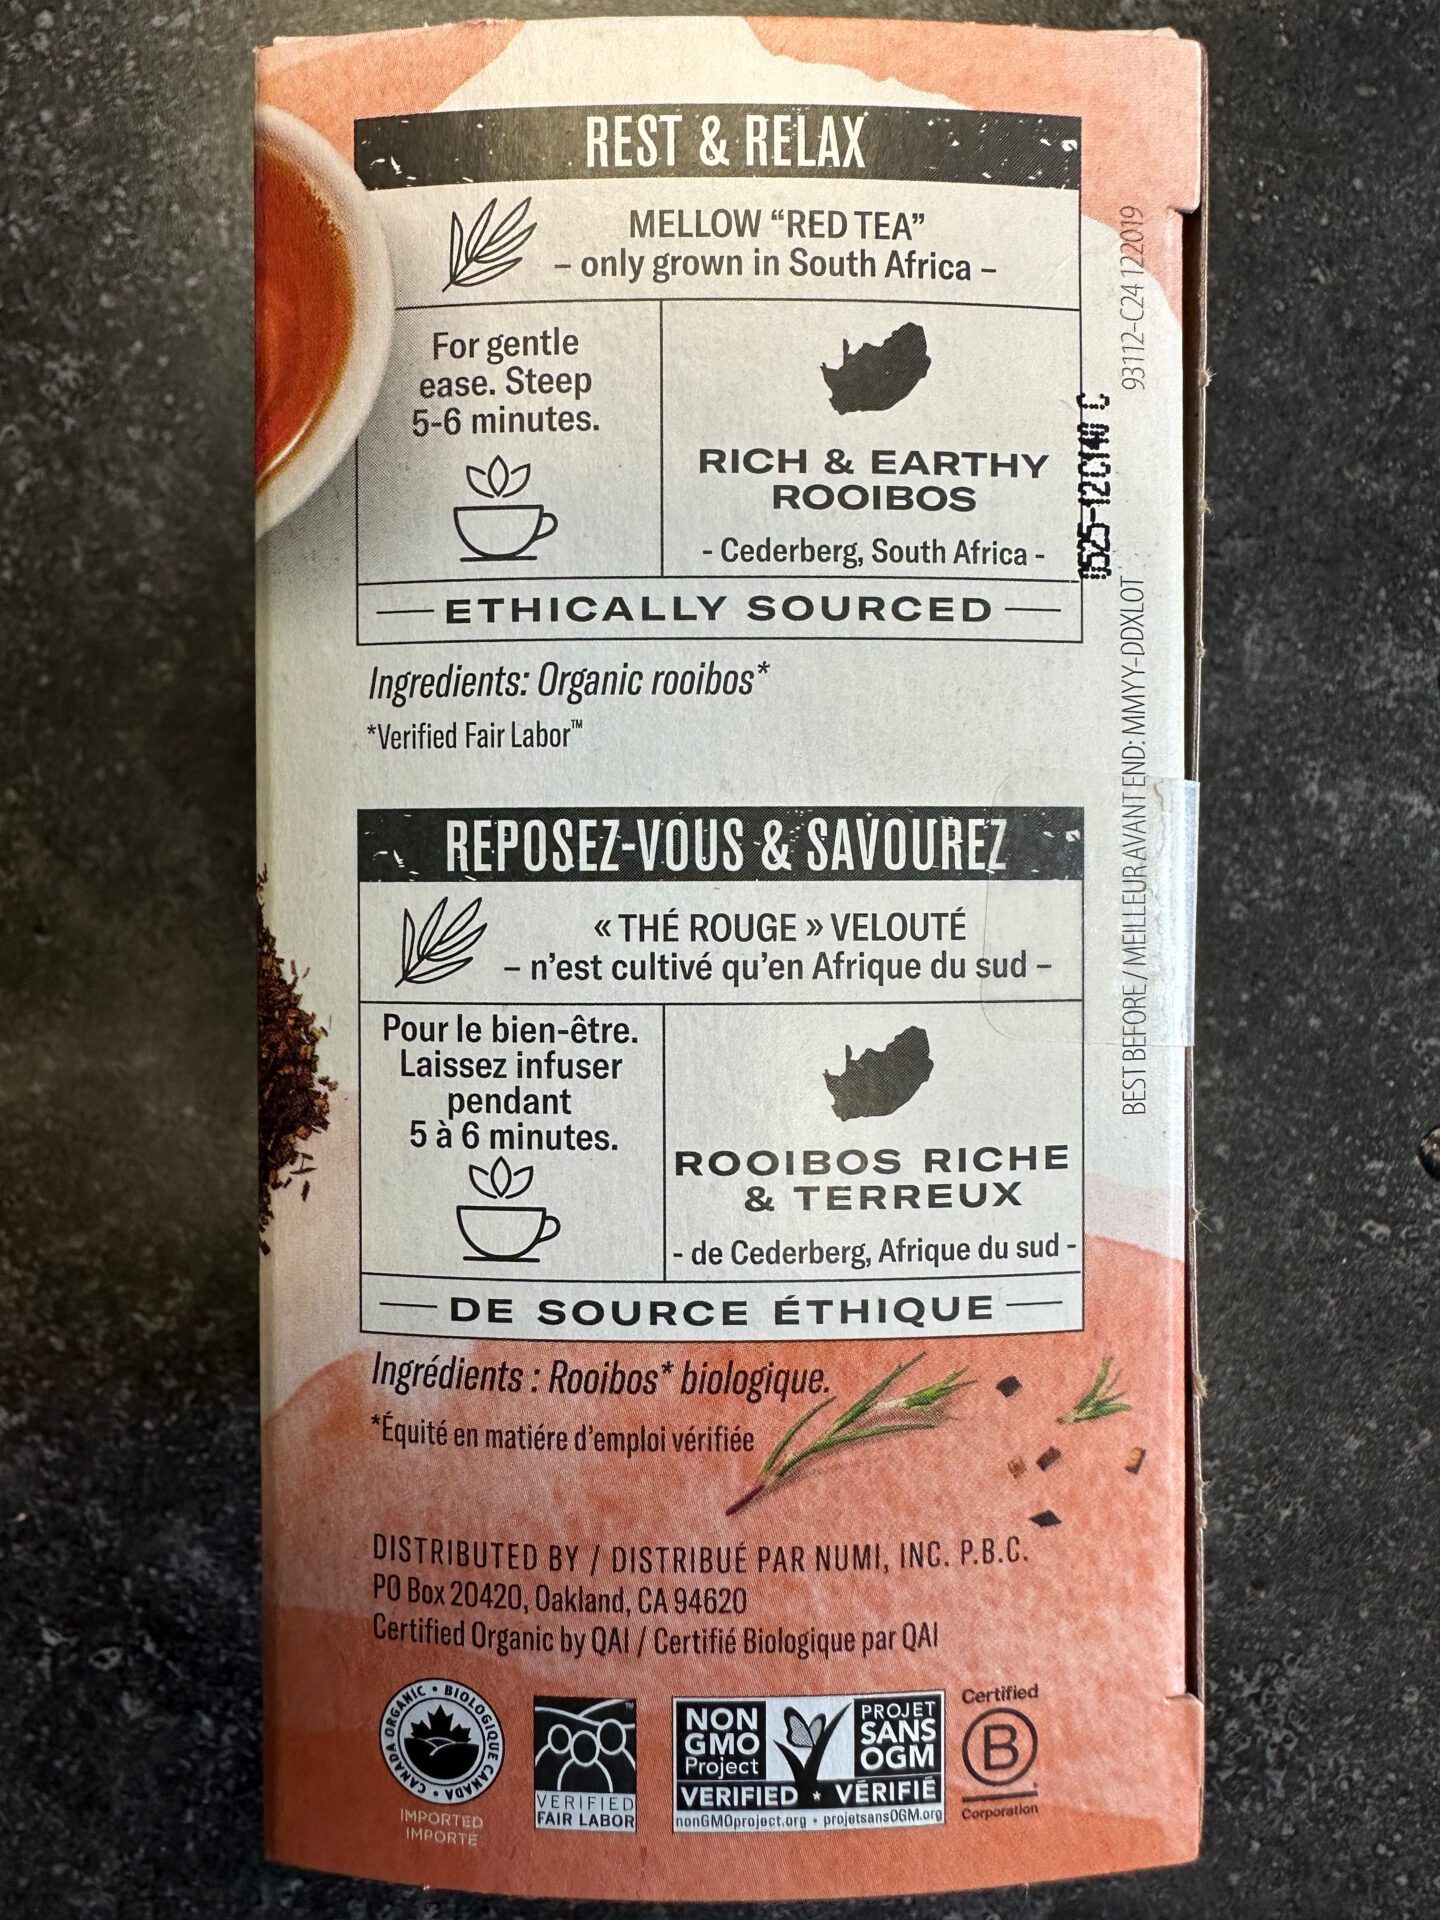 REST & RELAX
MELLOW “RED TEA”
– only grown in South Africa –
For gentle
ease. Steep
5-6 minutes.
RICH & EARTHY
ROOIBOS
- Cederberg, South Africa -
ETHICALLY SOURCED
Ingredients: Organic rooibos*
*Verified Fair Labor™
REPOSEZ-VOUS & SAVOUREZ
« THÉ ROUGE » VELOUTÉ
– n’est cultivé qu’en Afrique du sud –
Pour le bien-être.
Laissez infuser
pendant
5 à 6 minutes.
ROOIBOS RICHE
& TERREUX
- de Cederberg, Afrique du sud -
DE SOURCE ÉTHIQUE
Ingrédients : Rooibos* biologique.
*Équité en matiére d’emploi vérifiée
DISTRIBUTED BY / DISTRIBUÉ PAR NUMI, INC. P.B.C.
PO Box 20420, Oakland, CA 94620
Certified Organic by QAI / Certifié Biologique par QAI
CANADA ORGANIC • BIOLOGIQUE CANADA •
IMPORTED
IMPORTÉ
VERIFIED
FAIR LABOR
™
NON
GMO
Project
VERIFIED
PROJET
SANS
OGM
VÉRIFIÉ
nonGMOproject.org • projetsansOGM.org
Certified
B
Corporation
93112-C24 122019
BEST BEFORE / MEILLEUR AVANT END: MMYY-DDXLOT